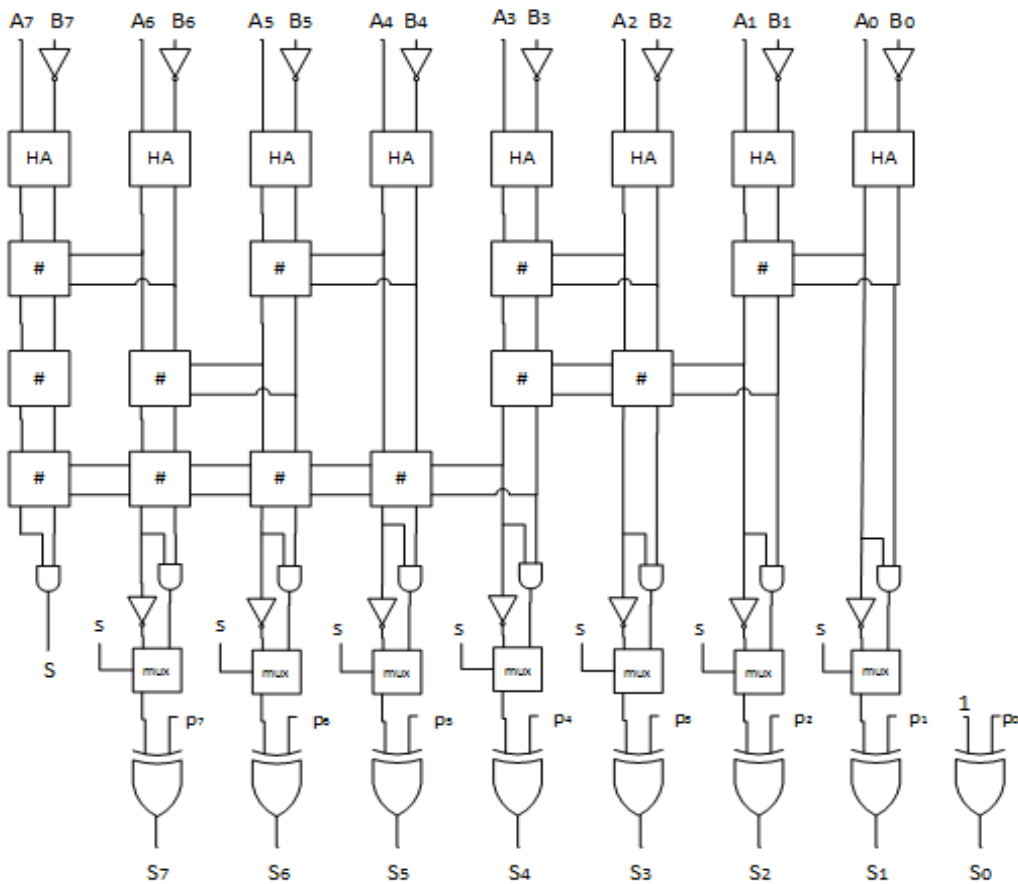 A7 B7 A6 B6 A5 B5 A4 B4 A3 B3 A2 B2 A1 B1 A0 B0
HA HA HA HA HA HA HA HA
# # # #
# # # #
# # # #
s s s s s s s
S mux mux mux mux mux mux mux
p7 p6 p5 p4 p3 p2 p1 1 p0
S7 S6 S5 S4 S3 S2 S1 S0